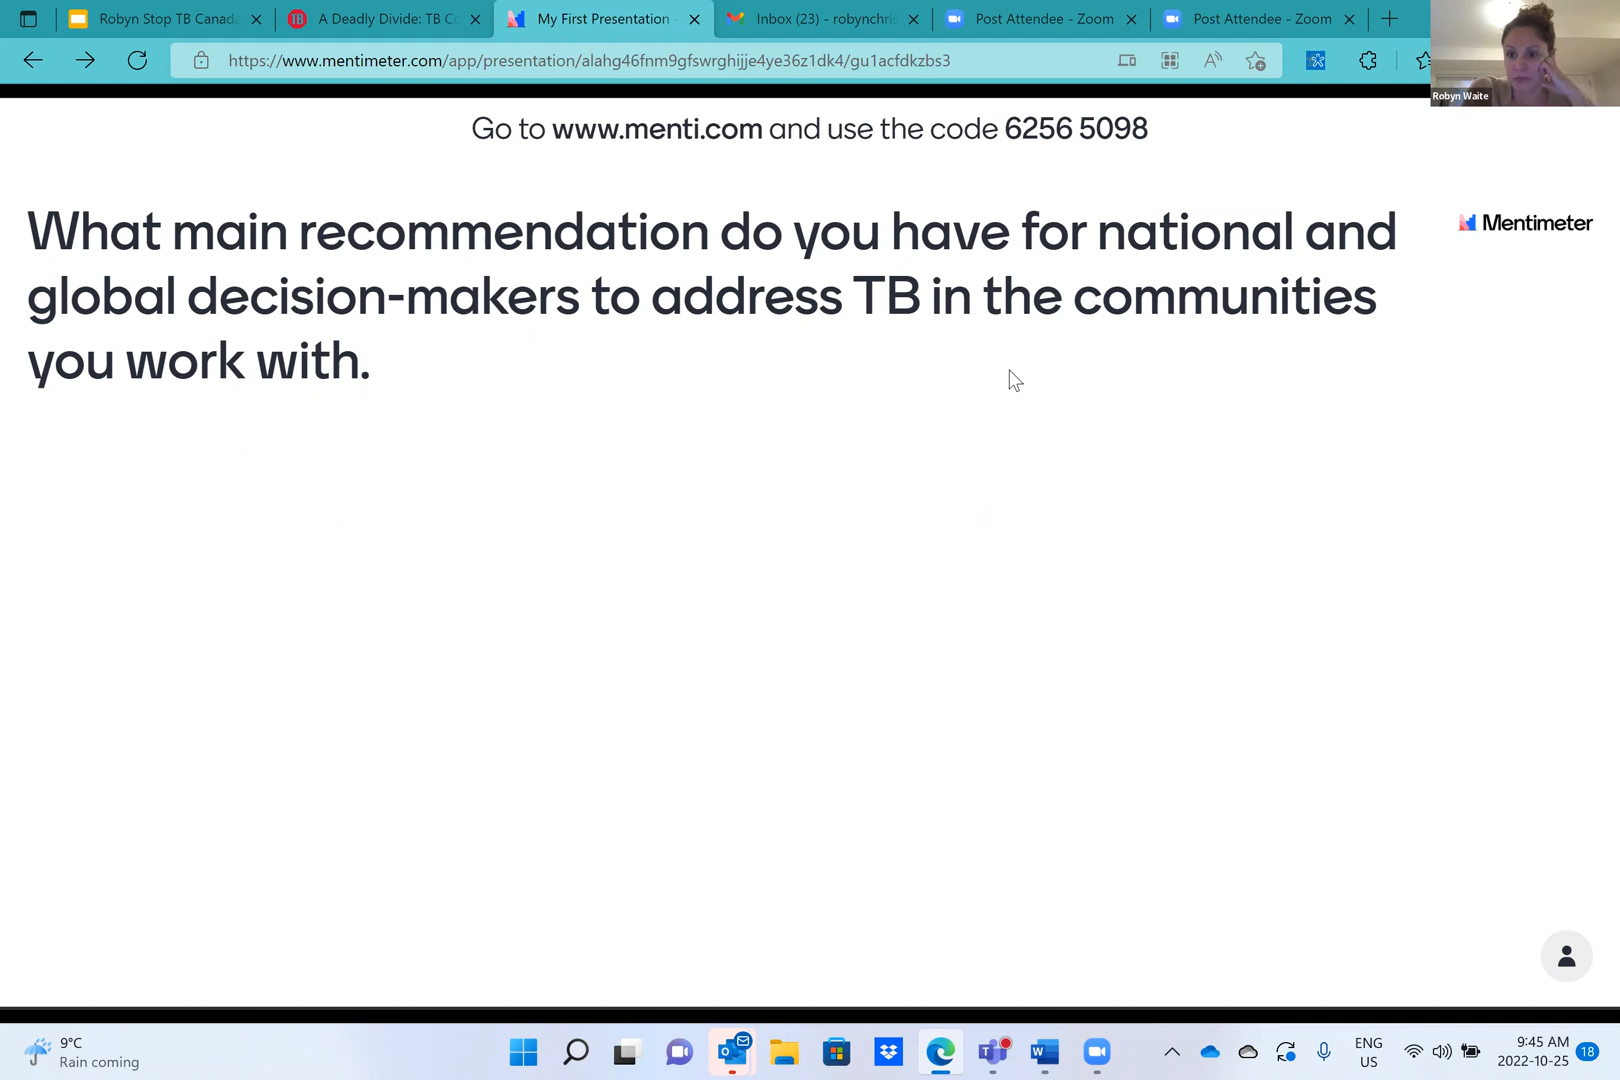 Robyn Stop TB Canada
A Deadly Divide: TB Co
My First Presentation -
Inbox (23) - robynchris
Post Attendee - Zoom
Post Attendee - Zoom
https://www.mentimeter.com/app/presentation/alahg46fnm9gfswrghijje4ye36z1dk4/gu1acfdkzbs3
Robyn Waite
Go to www.menti.com and use the code 6256 5098
What main recommendation do you have for national and
global decision-makers to address TB in the communities
you work with.
Mentimeter
9°C
Rain coming
ENG
US
9:45 AM
2022-10-25
18